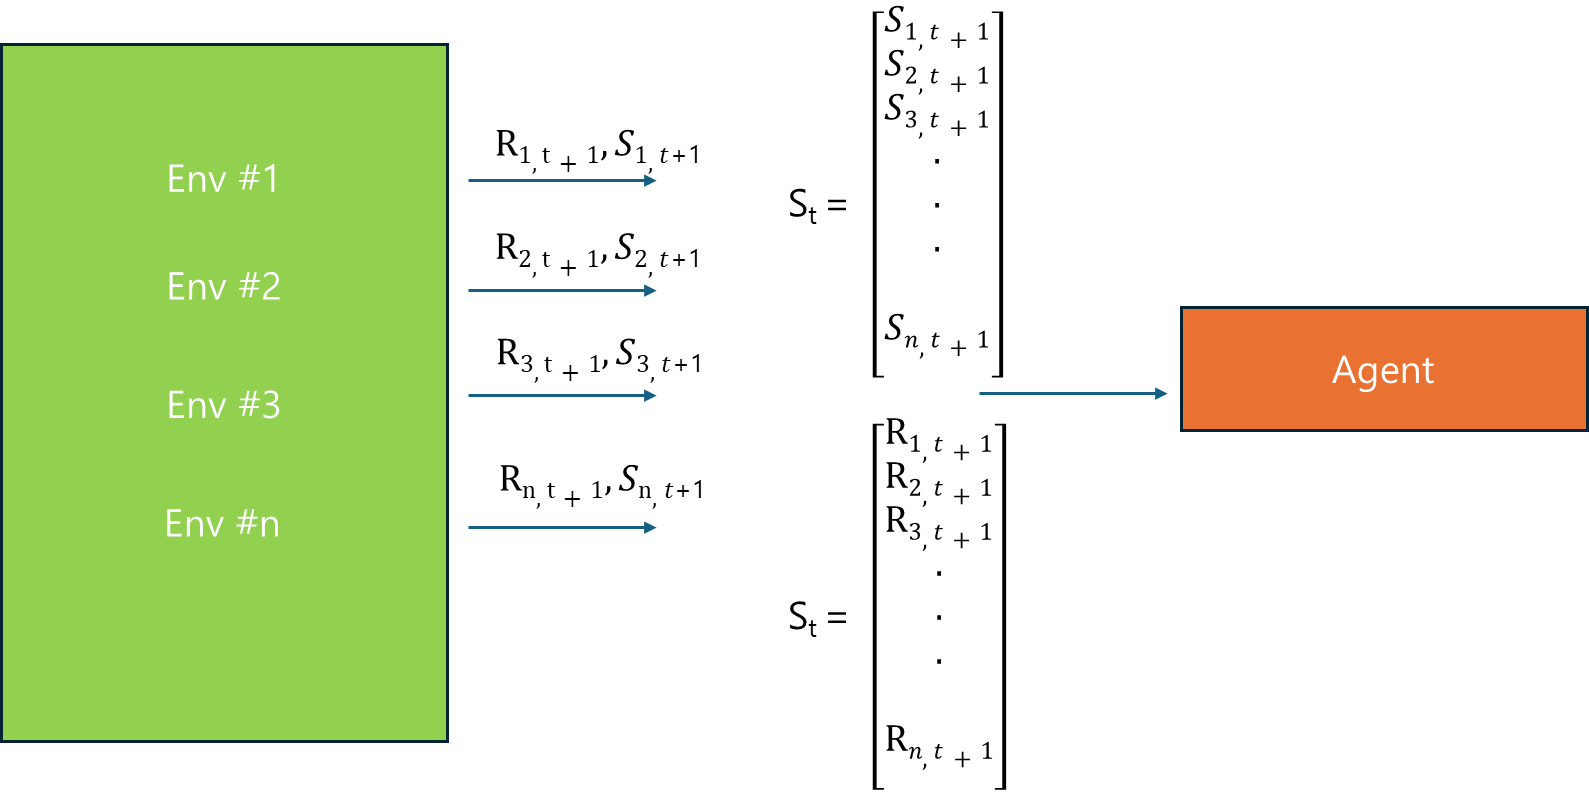 Env #1
Env #2
Env #3
Env #n
R1, t + 1, S1, t+1
R2, t + 1, S2, t+1
R3, t + 1, S3, t+1
Rn, t + 1, Sn, t+1
St =
S1, t + 1
S2, t + 1
S3, t + 1
.
.
.
Sn, t + 1
St =
R1, t + 1
R2, t + 1
R3, t + 1
.
.
.
Rn, t + 1
Agent